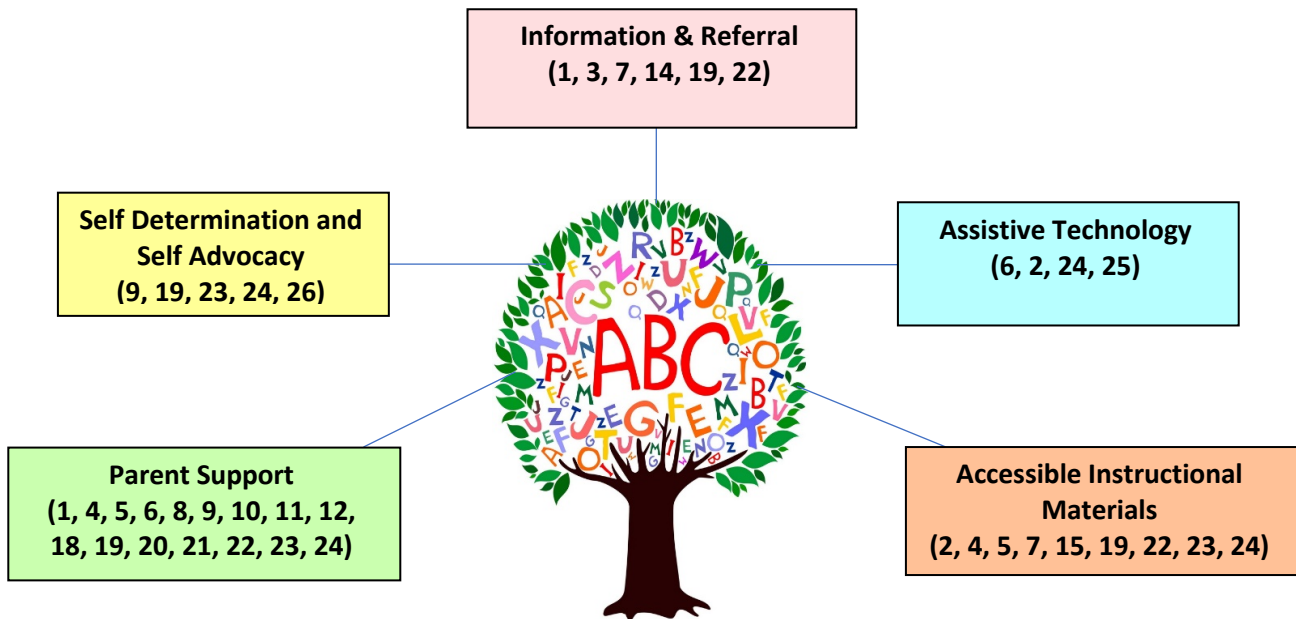 Information & Referral
(1, 3, 7, 14, 19, 22)
Self Determination and
Self Advocacy
(9, 19, 23, 24, 26)
Assistive Technology
(6, 2, 24, 25)
ABC
Parent Support
(1, 4, 5, 6, 8, 9, 10, 11, 12,
18, 19, 20, 21, 22, 23, 24)
Accessible Instructional
Materials
(2, 4, 5, 7, 15, 19, 22, 23, 24)